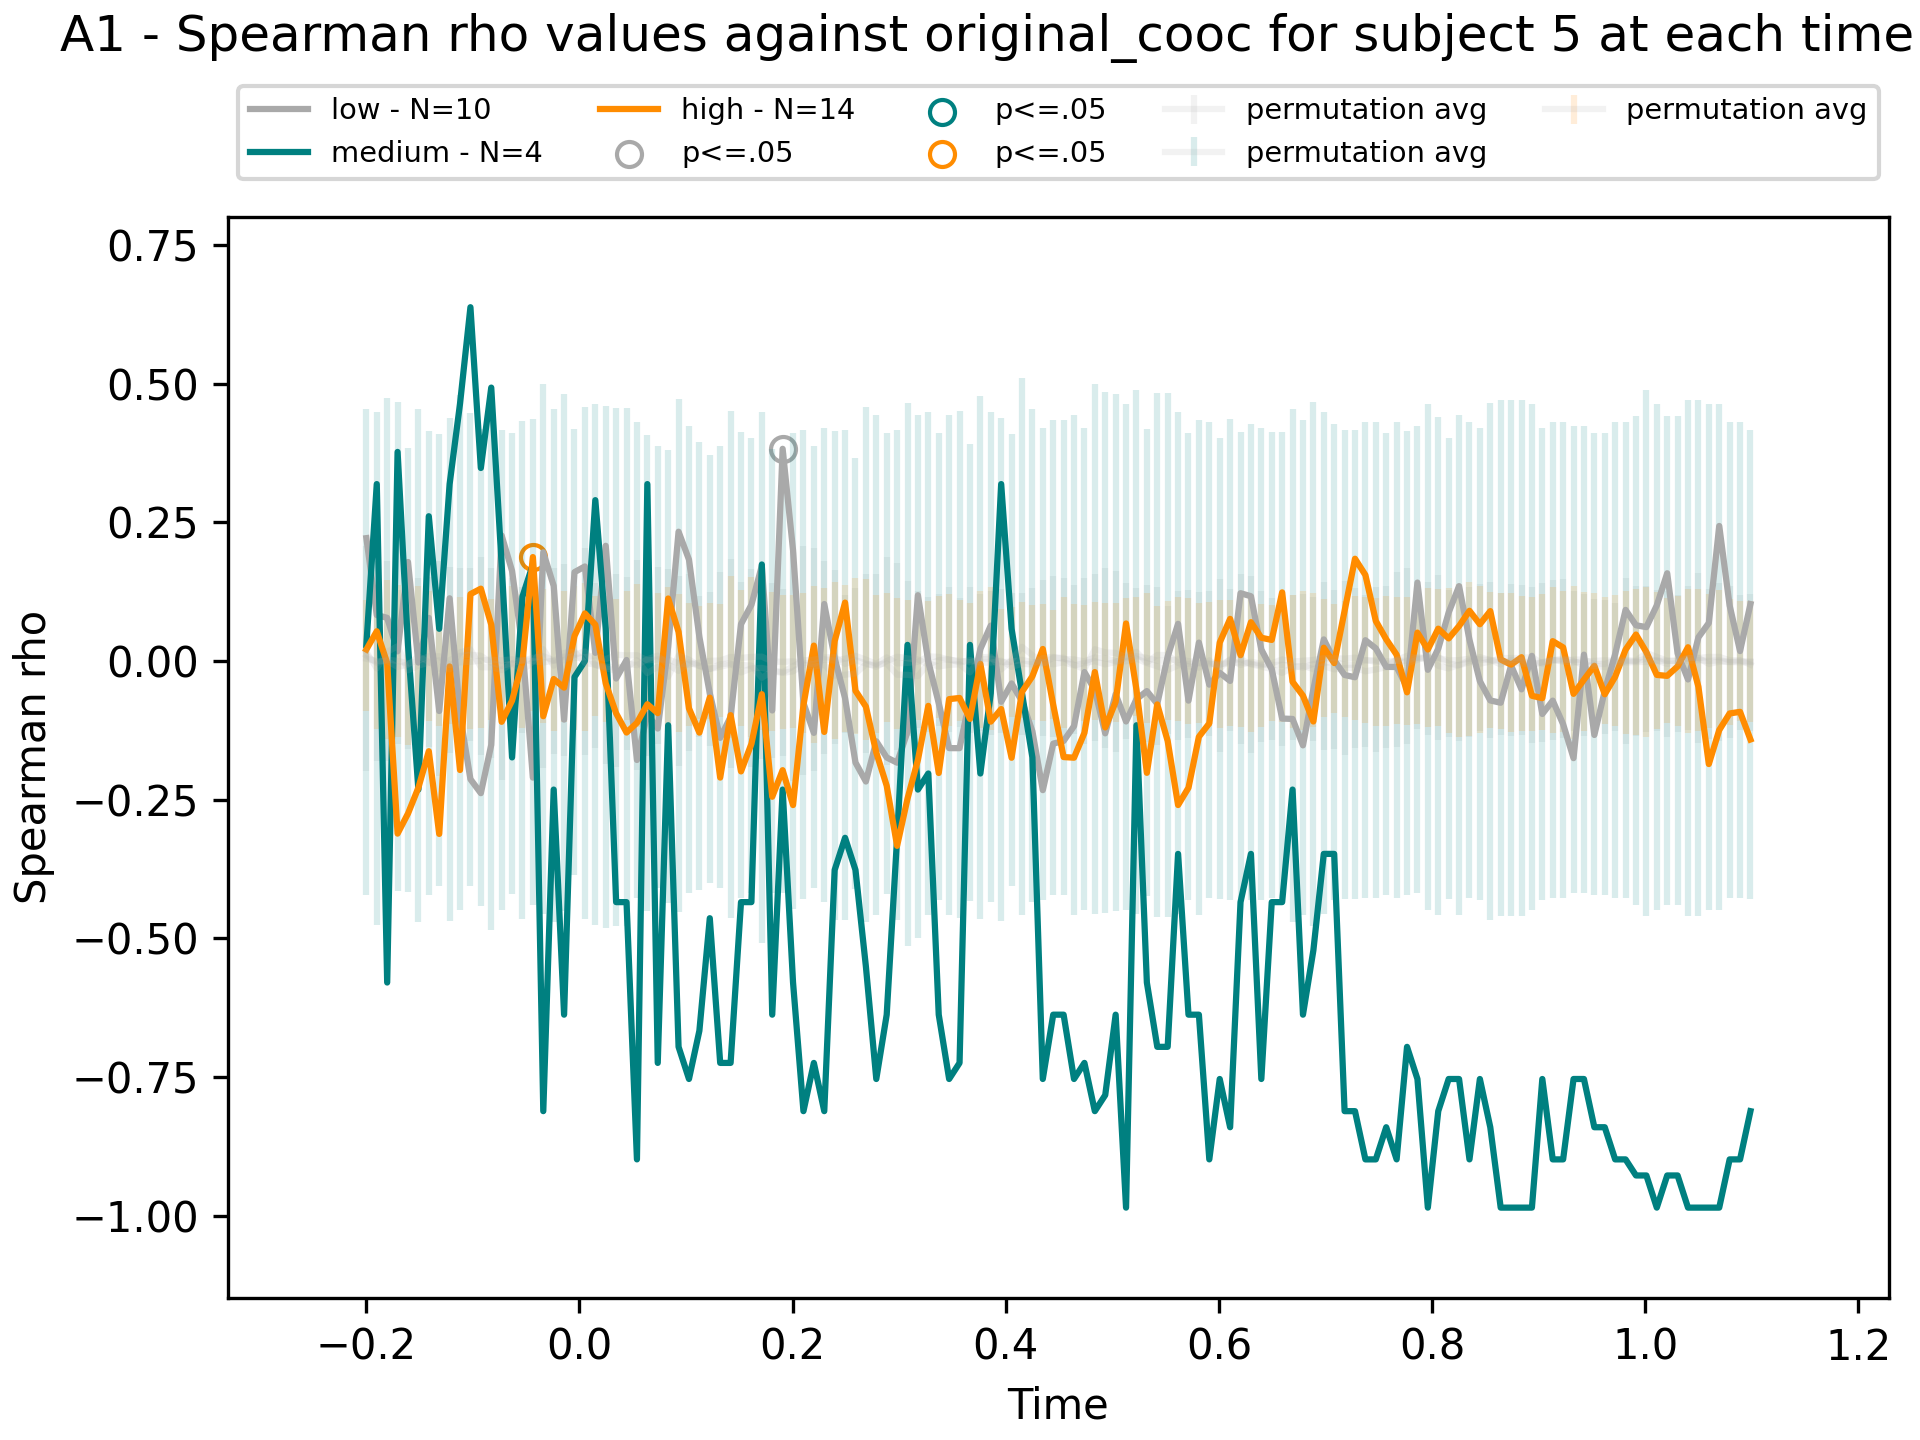 A1 - Spearman rho values against original_cooc for subject 5 at each time
low - N=10
medium - N=4
high - N=14
p<=.05
p<=.05
p<=.05
permutation avg
permutation avg
permutation avg
Spearman rho
0.75
0.50
0.25
0.00
−0.25
−0.50
−0.75
−1.00
−0.2 0.0 0.2 0.4 0.6 0.8 1.0 1.2
Time